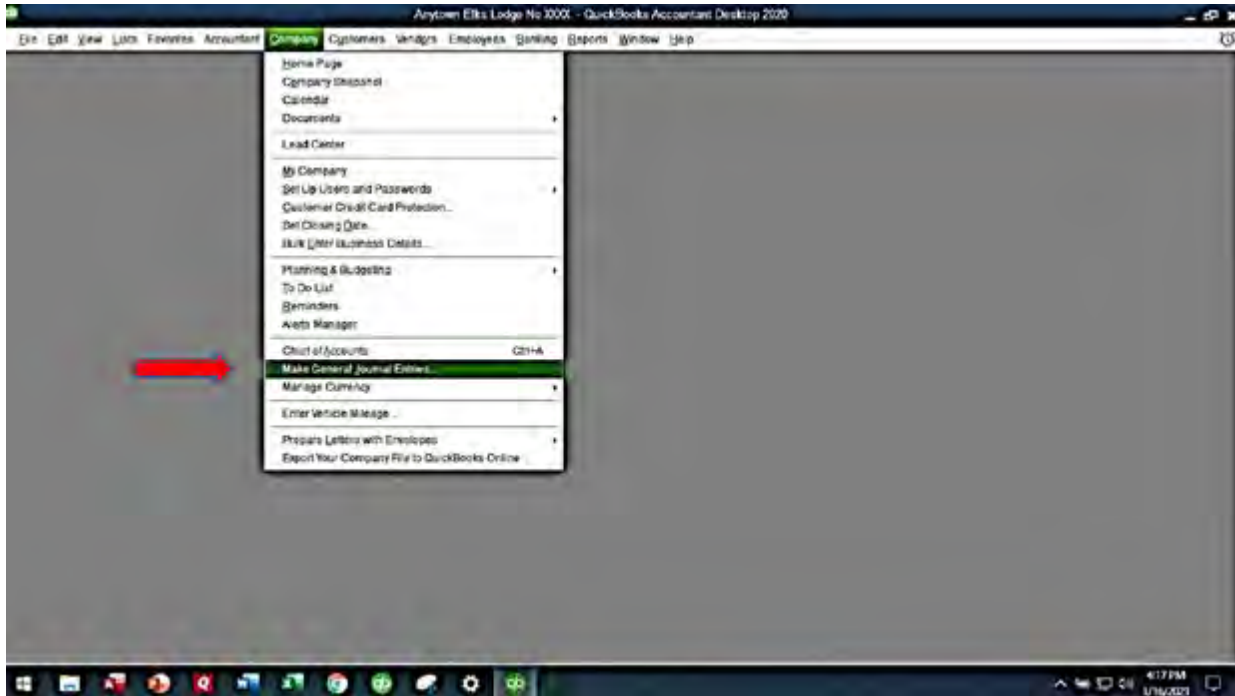 Anytown Elks Lodge No XXXX - QuickBooks Accountant Desktop 2020
File Edit View Lists Favorites Accountant Company Customers Vendors Employees Banking Reports Window Help
Home Page
Company Snapshot
Calendar
Documents
Lead Center
My Company
Set Up Users and Passwords
Customer Credit Card Protection...
Set Closing Date...
Bulk Enter Business Details...
Planning & Budgeting
To Do List
Reminders
Alerts Manager
Chart of Accounts Ctrl+A
Make General Journal Entries...
Manage Currency
Enter Vehicle Mileage...
Prepare Letters with Envelopes
Export Your Company File to QuickBooks Online
4:17 PM